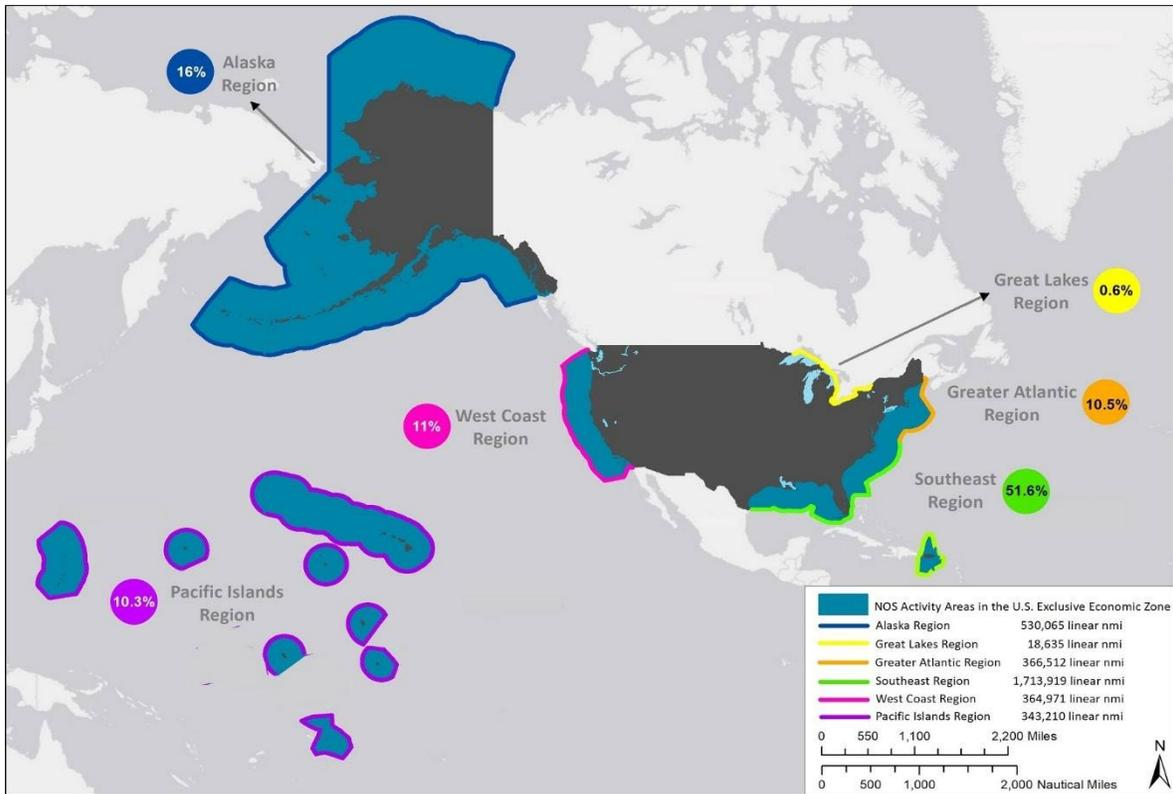 16%
Alaska
Region
Great Lakes
Region
0.6%
Greater Atlantic
Region
10.5%
11%
West Coast
Region
Southeast
Region
51.6%
10.3%
Pacific Islands
Region
NOS Activity Areas in the U.S. Exclusive Economic Zone
Alaska Region 530,065 linear nmi
Great Lakes Region 18,635 linear nmi
Greater Atlantic Region 366,512 linear nmi
Southeast Region 1,713,919 linear nmi
West Coast Region 364,971 linear nmi
Pacific Islands Region 343,210 linear nmi
0 550 1,100 2,200 Miles
0 500 1,000 2,000 Nautical Miles
N